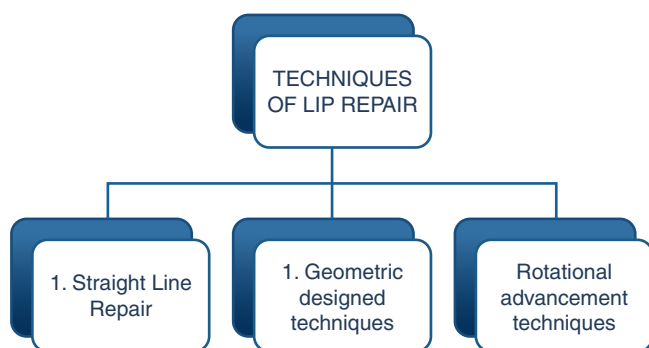 TECHNIQUES
OF LIP REPAIR
1. Straight Line
Repair
1. Geometric
designed
techniques
Rotational
advancement
techniques